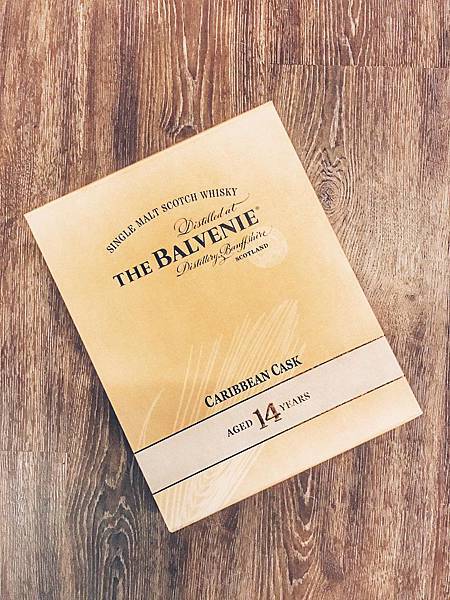 SINGLE MALT SCOTCH WHISKY
Distilled at
THE BALVENIE®
Distillery, Banffshire
SCOTLAND
CARIBBEAN CASK
AGED 14 YEARS